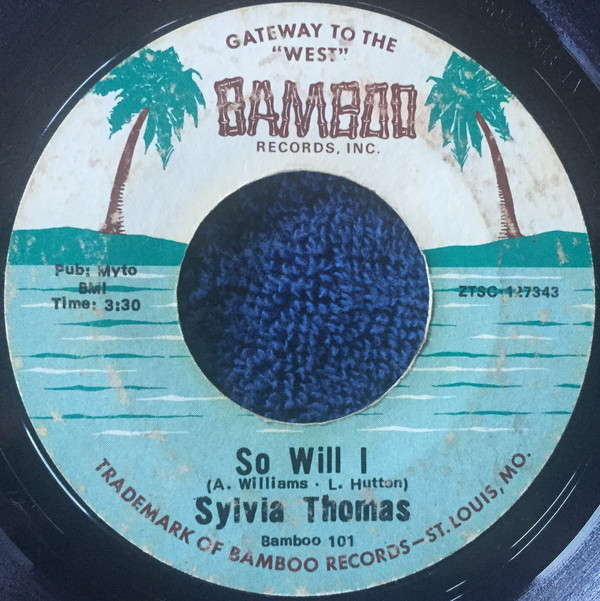 GATEWAY TO THE
"WEST"
BAMBOO
RECORDS, INC.
Pub: Myto
BMI
Time: 3:30
ZTSC-127343
So Will I
(A. Williams · L. Hutton)
Sylvia Thomas
Bamboo 101
TRADEMARK OF BAMBOO RECORDS—ST. LOUIS, MO.